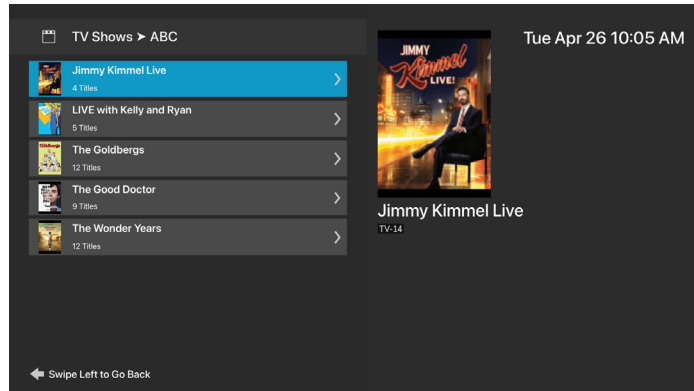 TV Shows ➤ ABC
Jimmy Kimmel Live
4 Titles
LIVE with Kelly and Ryan
5 Titles
The Goldbergs
12 Titles
The Good Doctor
9 Titles
The Wonder Years
12 Titles
Swipe Left to Go Back
Tue Apr 26 10:05 AM
JIMMY
Kimmel
LIVE!
Jimmy Kimmel Live
TV-14